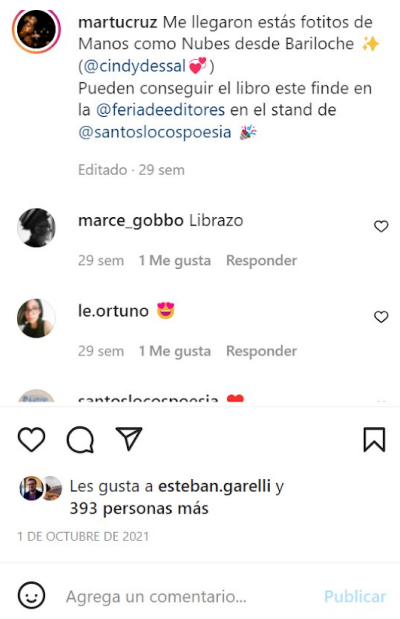 martucruz Me llegaron estás fotitos de
Manos como Nubes desde Bariloche ✨
(@cindydessal💞)
Pueden conseguir el libro este finde en
la @feriadeeditores en el stand de
@santoslocospoesia 🎉
Editado · 29 sem
marce_gobbo Librazo
29 sem 1 Me gusta Responder
le.ortuno 😍
29 sem 1 Me gusta Responder
santoslocospoesia ❤️
Les gusta a esteban.garelli y
393 personas más
1 DE OCTUBRE DE 2021
Agrega un comentario... Publicar